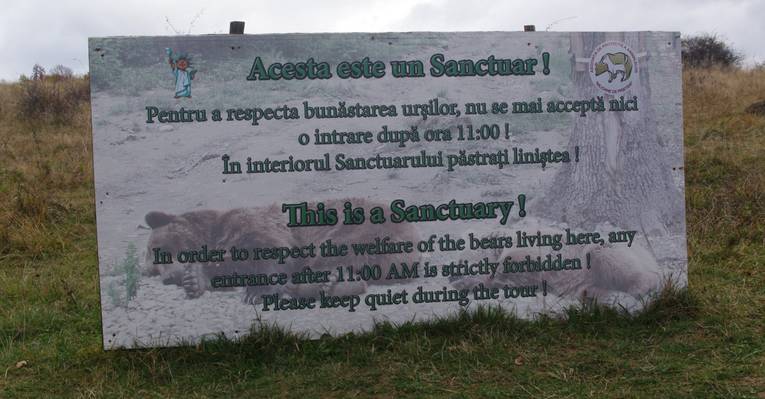 Acesta este un Sanctuar !
Pentru a respecta bunăstarea urșilor, nu se mai acceptă nici
o intrare după ora 11:00 !
În interiorul Sanctuarului păstrați liniștea !
This is a Sanctuary !
In order to respect the welfare of the bears living here, any
entrance after 11:00 AM is strictly forbidden !
Please keep quiet during the tour !